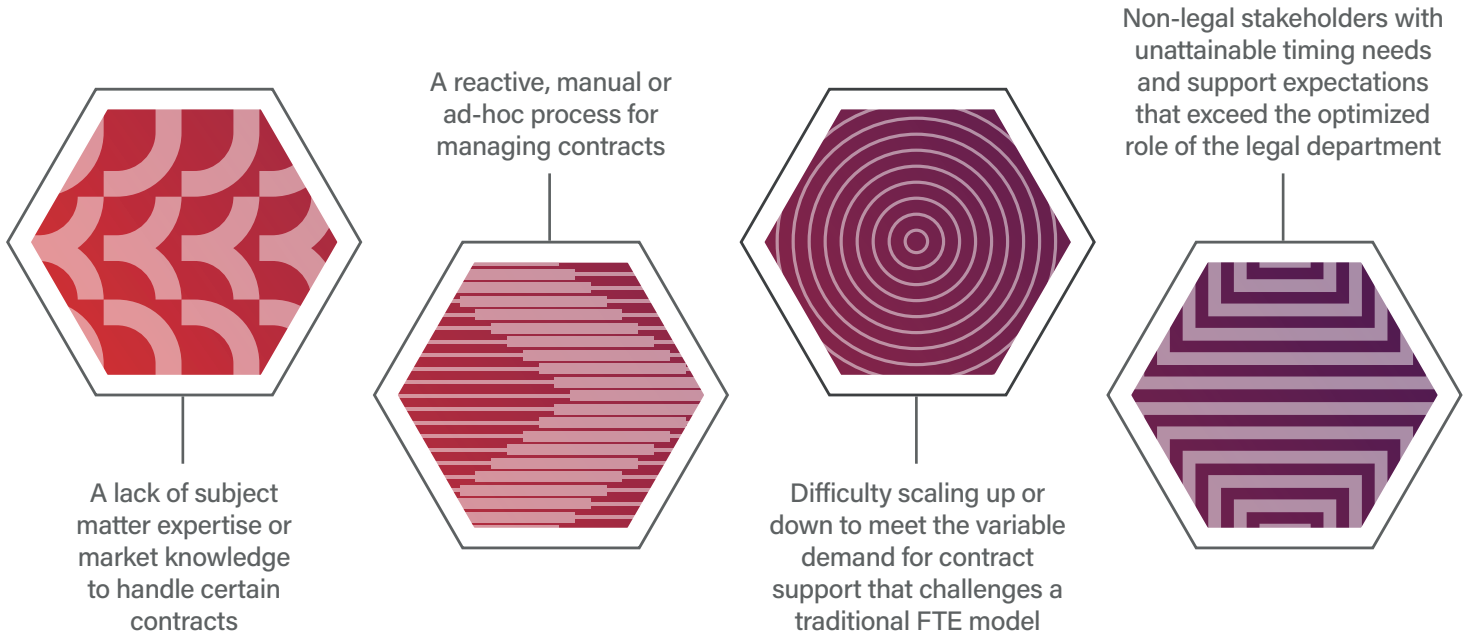 A lack of subject
matter expertise or
market knowledge
to handle certain
contracts
A reactive, manual or
ad-hoc process for
managing contracts
Difficulty scaling up or
down to meet the variable
demand for contract
support that challenges a
traditional FTE model
Non-legal stakeholders with
unattainable timing needs
and support expectations
that exceed the optimized
role of the legal department